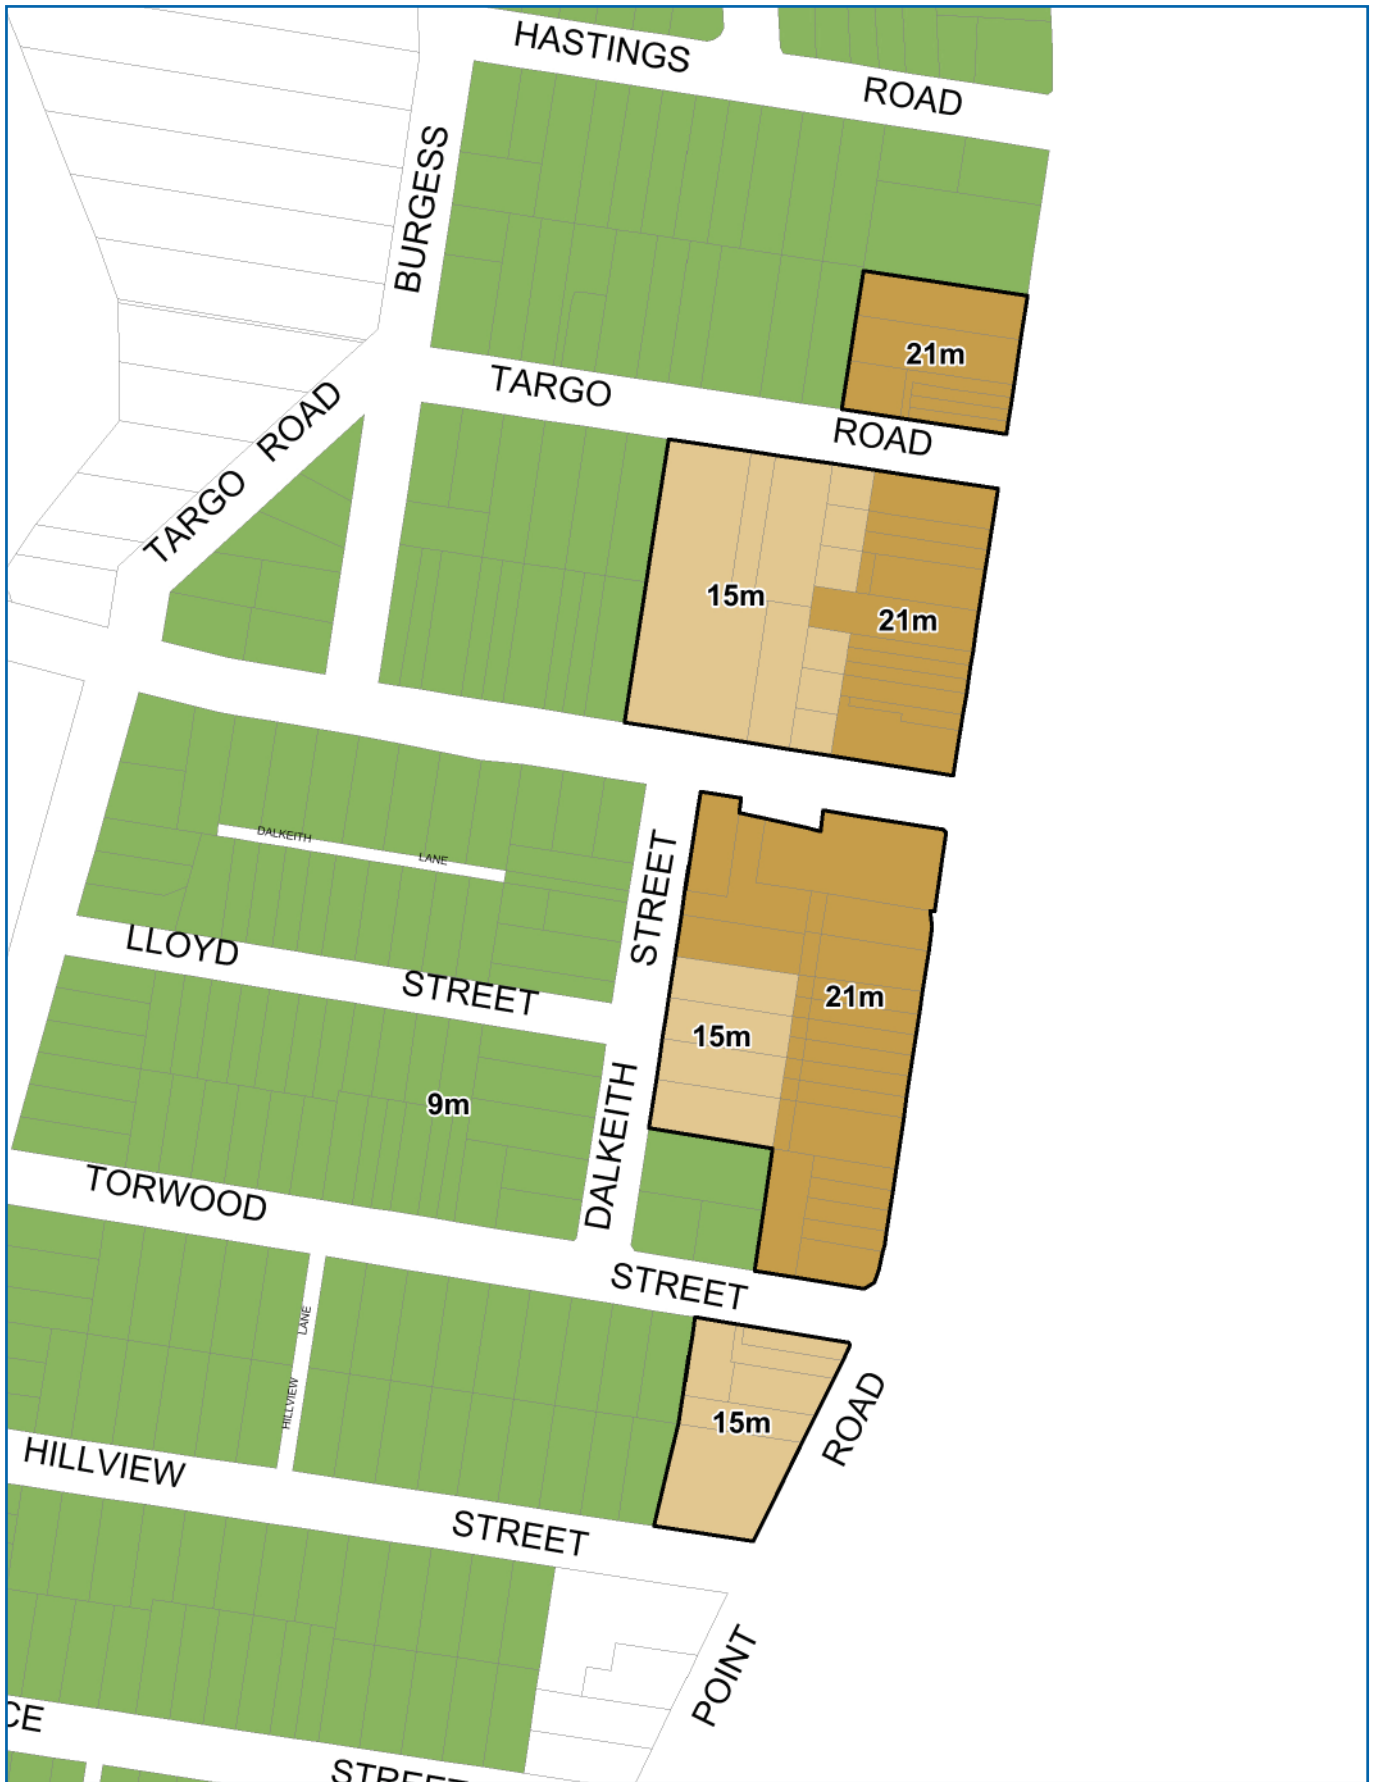 HASTINGS
ROAD
BURGESS
21m
TARGO
ROAD
TARGO ROAD
15m
21m
DALKEITH
LANE
STREET
LLOYD
STREET
21m
15m
9m
DALKEITH
TORWOOD
STREET
LANE
HILLVIEW
15m
ROAD
HILLVIEW
STREET
POINT
CE
STREET